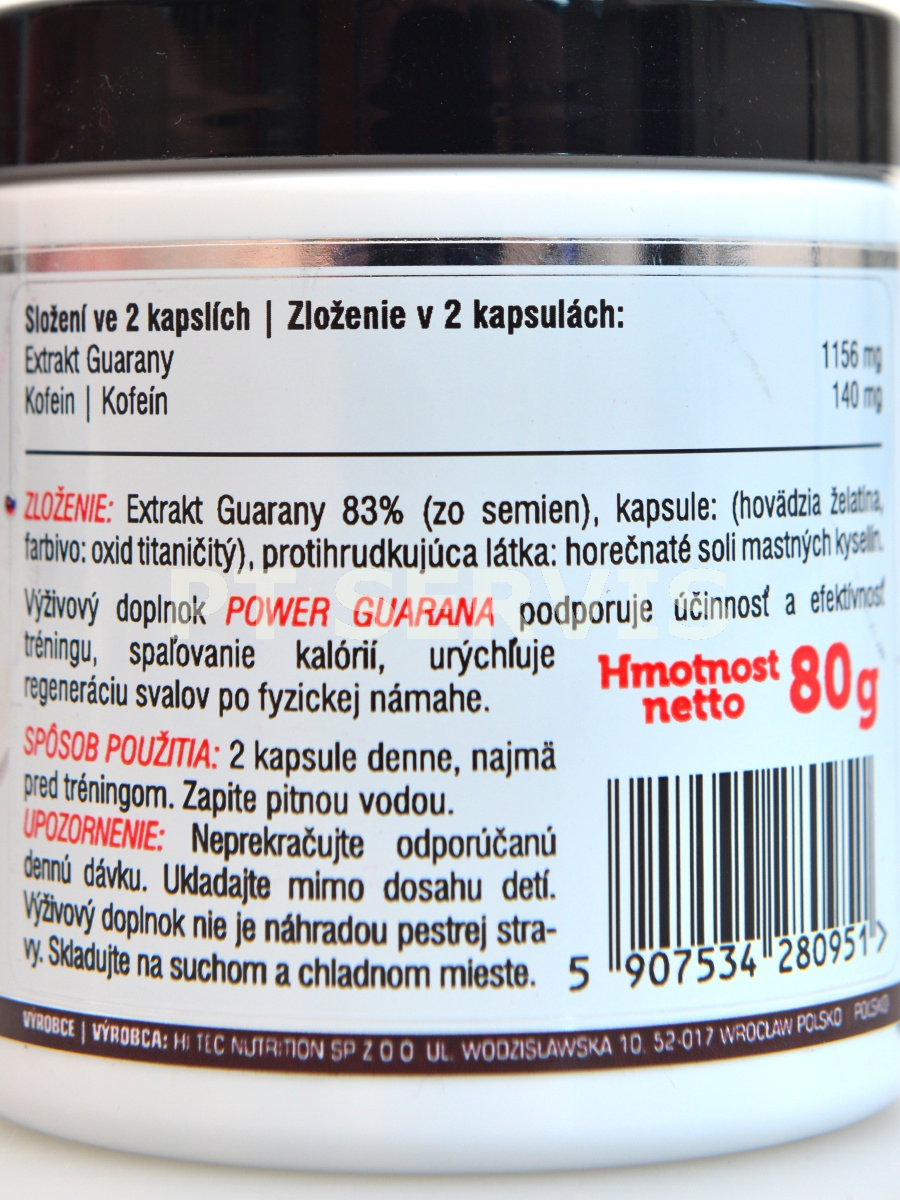 Složení ve 2 kapslích | Zloženie v 2 kapsulách:
Extrakt Guarany 1156 mg
Kofein | Kofeín 140 mg
ZLOŽENIE: Extrakt Guarany 83% (zo semien), kapsule: (hovädzia želatína,
farbivo: oxid titaničitý), protihrudkujúca látka: horečnaté soli mastných kyselín.
PT SERVIS
Výživový doplnok POWER GUARANA podporuje účinnosť a efektívnosť
tréningu, spaľovanie kalórií, urýchľuje
regeneráciu svalov po fyzickej námahe.
Hmotnost
netto 80g
SPÔSOB POUŽITIA: 2 kapsule denne, najmä
pred tréningom. Zapite pitnou vodou.
UPOZORNENIE: Neprekračujte odporúčanú
dennú dávku. Ukladajte mimo dosahu detí.
Výživový doplnok nie je náhradou pestrej stra-
vy. Skladujte na suchom a chladnom mieste.
5 907534 280951 >
VÝROBCE | VÝROBCA: HI TEC NUTRITION SP Z O O UL. WODZISLAWSKA 10, 52-017 WROCŁAW POLSKO POLSKO